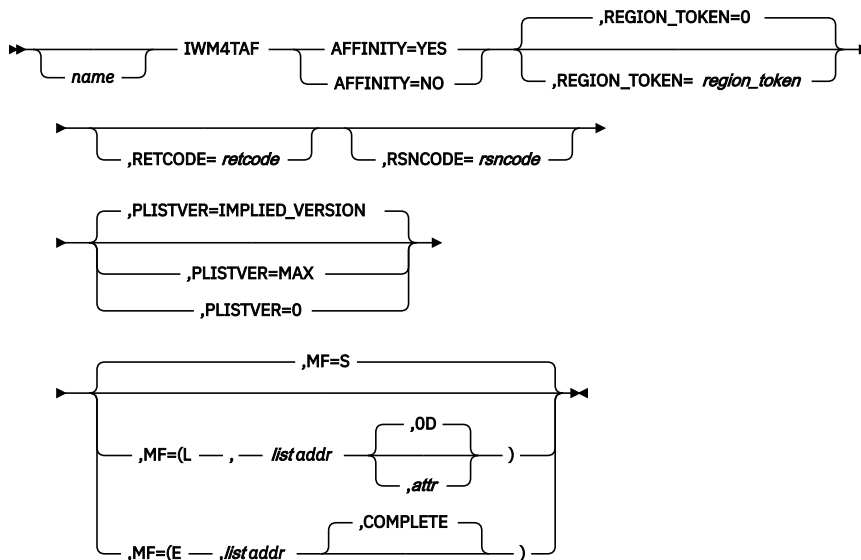 ,REGION_TOKEN=0
IWM4TAF AFFINITY=YES
name AFFINITY=NO ,REGION_TOKEN= region_token
,RETCODE= retcode ,RSNCODE= rsncode
,PLISTVER=IMPLIED_VERSION
,PLISTVER=MAX
,PLISTVER=0
,MF=S
,0D
,MF=(L , list addr )
,attr
,COMPLETE
,MF=(E ,list addr )